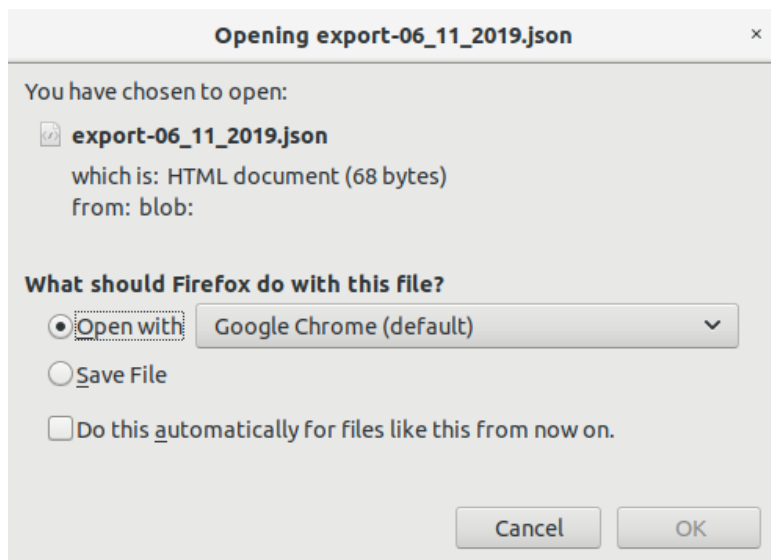 Opening export-06_11_2019.json ×
You have chosen to open:
export-06_11_2019.json
which is: HTML document (68 bytes)
from: blob:
What should Firefox do with this file?
Open with Google Chrome (default)
Save File
Do this automatically for files like this from now on.
Cancel OK